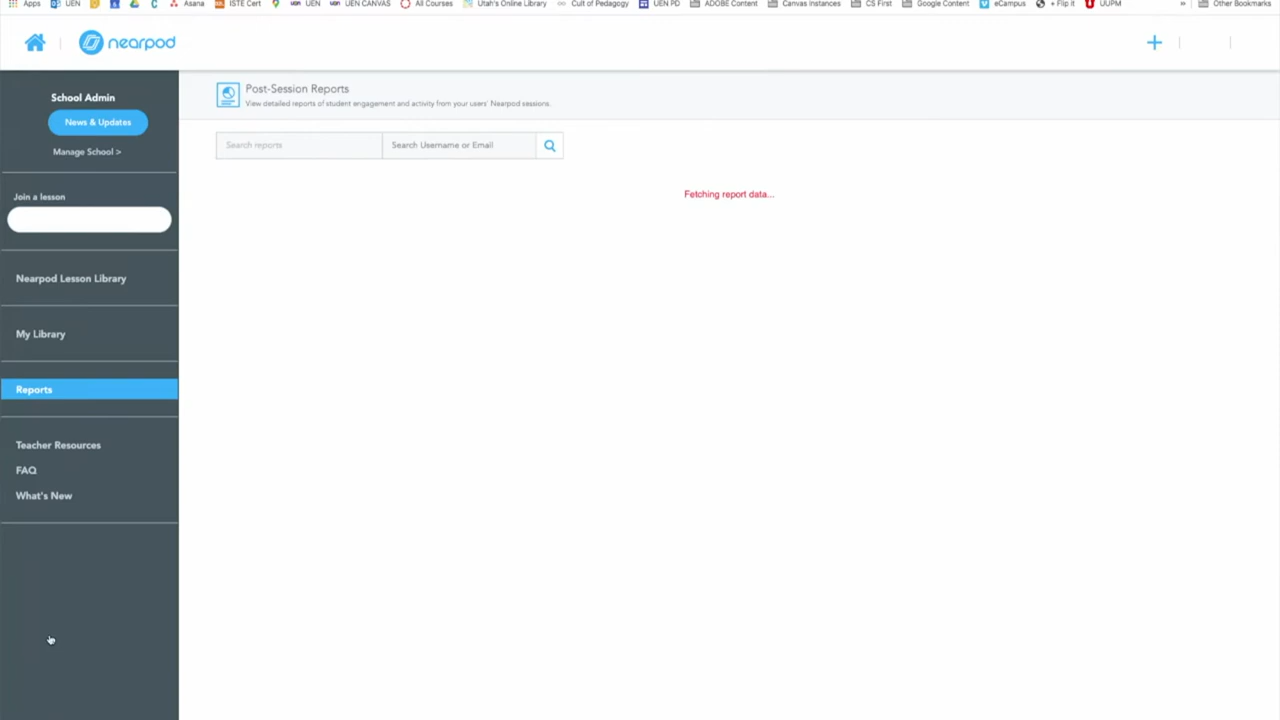 Apps UEN Asana ISTE Cert UEN UEN CANVAS All Courses Utah's Online Library Cult of Pedagogy UEN PD ADOBE Content Canvas Instances CS First Google Content eCampus + Flip it UUPM » Other Bookmarks
nearpod
School Admin
News & Updates
Manage School >
Join a lesson
Nearpod Lesson Library
My Library
Reports
Teacher Resources
FAQ
What's New
Post-Session Reports
View detailed reports of student engagement and activity from your users' Nearpod sessions.
Search reports
Search Username or Email
Fetching report data...